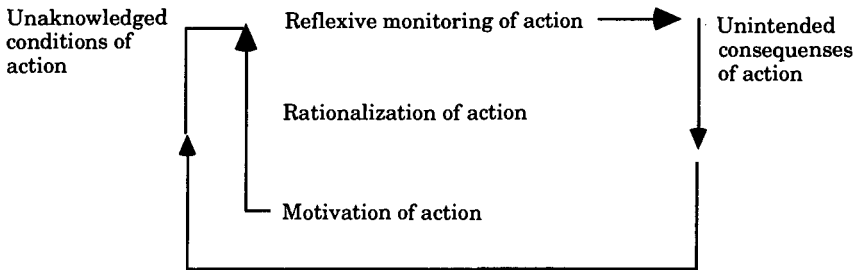 Unaknowledged
conditions of
action
Reflexive monitoring of action
Unintended
consequenses
of action
Rationalization of action
Motivation of action